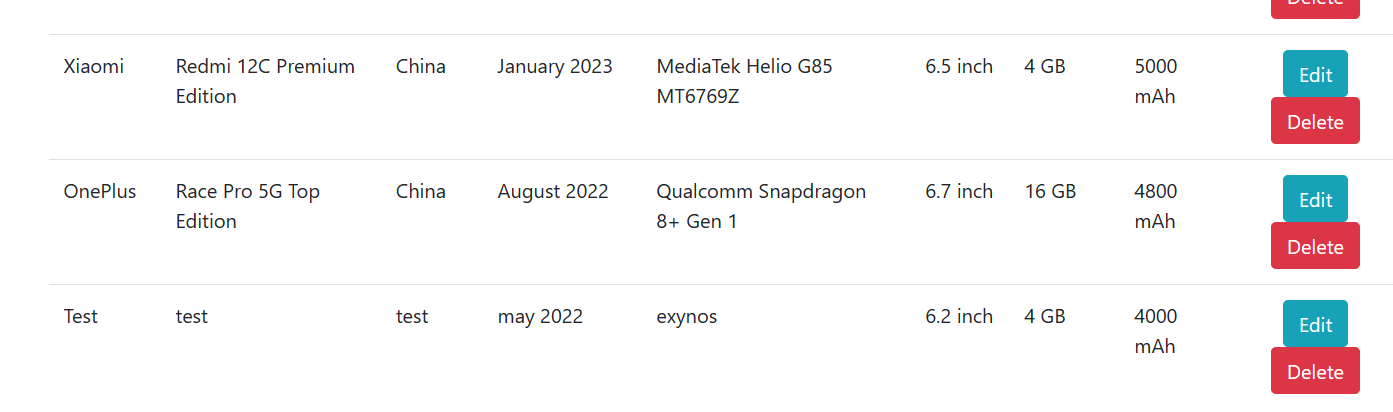 Delete
Xiaomi Redmi 12C Premium Edition China January 2023 MediaTek Helio G85 MT6769Z 6.5 inch 4 GB 5000 mAh Edit
Delete
OnePlus Race Pro 5G Top Edition China August 2022 Qualcomm Snapdragon 8+ Gen 1 6.7 inch 16 GB 4800 mAh Edit
Delete
Test test test may 2022 exynos 6.2 inch 4 GB 4000 mAh Edit
Delete